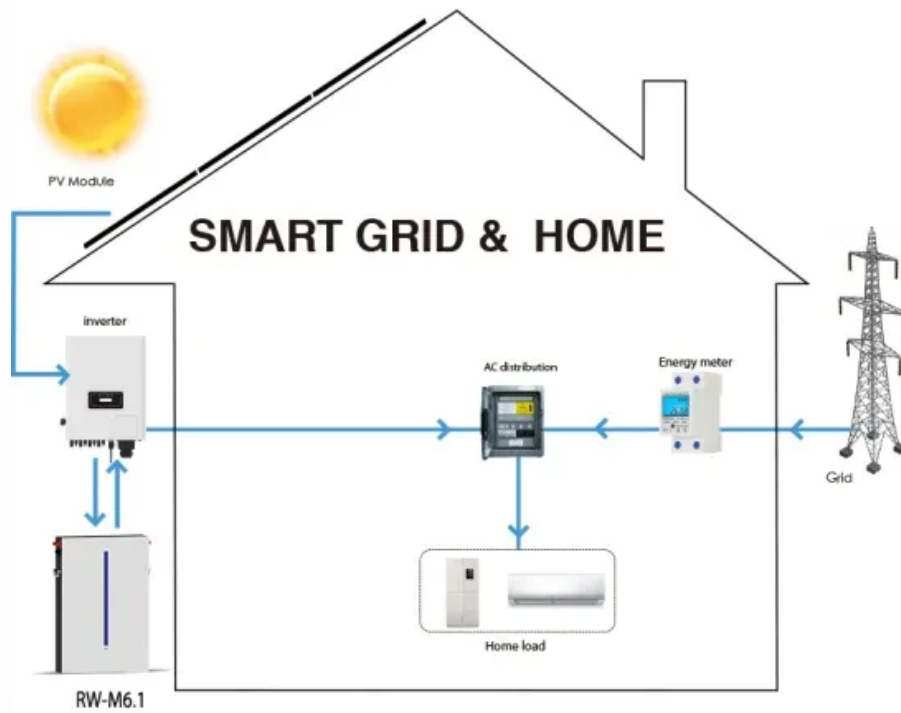 PV Module
SMART GRID & HOME
inverter
AC distribution
Energy meter
Grid
Home load
RW-M6.1